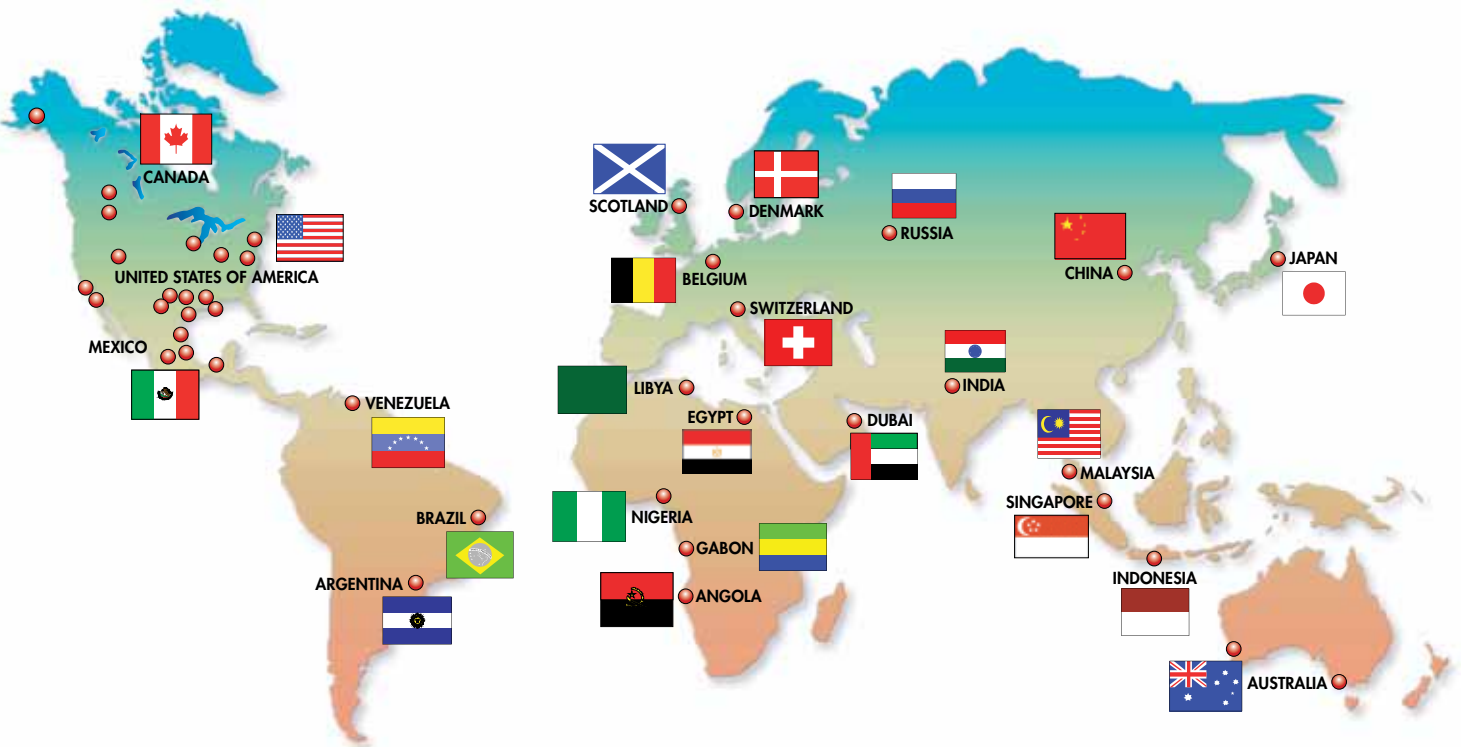 CANADA
UNITED STATES OF AMERICA
MEXICO
VENEZUELA
BRAZIL
ARGENTINA
SCOTLAND
DENMARK
RUSSIA
BELGIUM
SWITZERLAND
CHINA
JAPAN
LIBYA
EGYPT
DUBAI
INDIA
NIGERIA
GABON
ANGOLA
MALAYSIA
SINGAPORE
INDONESIA
AUSTRALIA